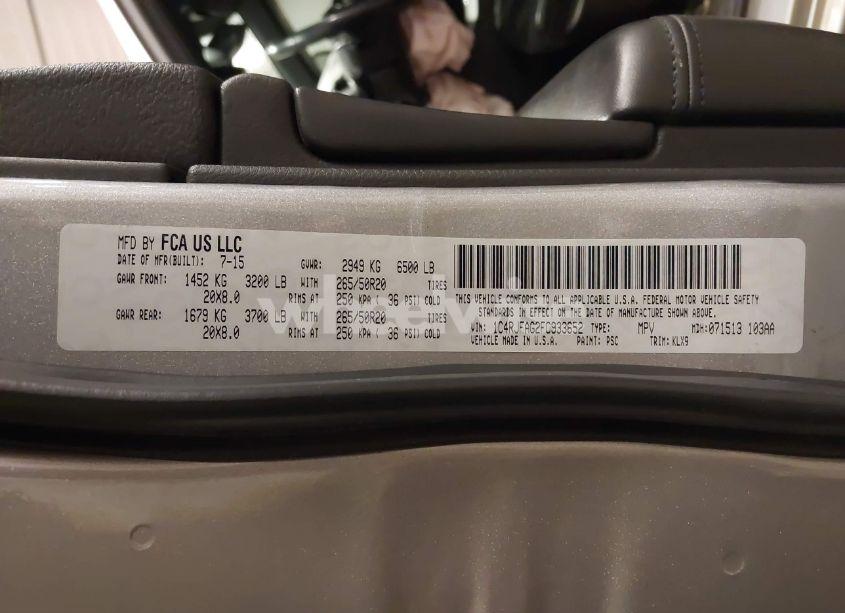 MFD BY FCA US LLC
DATE OF MFR(BUILT): 7-15 GVWR: 2949 KG 6500 LB
GAWR FRONT: 1452 KG 3200 LB WITH 265/50R20 TIRES
20X8.0 RIMS AT 250 KPA ( 36 PSI) COLD
GAWR REAR: 1679 KG 3700 LB WITH 265/50R20 TIRES
20X8.0 RIMS AT 250 KPA ( 36 PSI) COLD
THIS VEHICLE CONFORMS TO ALL APPLICABLE U.S.A. FEDERAL MOTOR VEHICLE SAFETY
STANDARDS IN EFFECT ON THE DATE OF MANUFACTURE SHOWN ABOVE.
VIN: 1C4RJFAG2FC933652 TYPE: MPV MDH:071513 103AA
VEHICLE MADE IN U.S.A. PAINT: PSC TRIM: KLX9